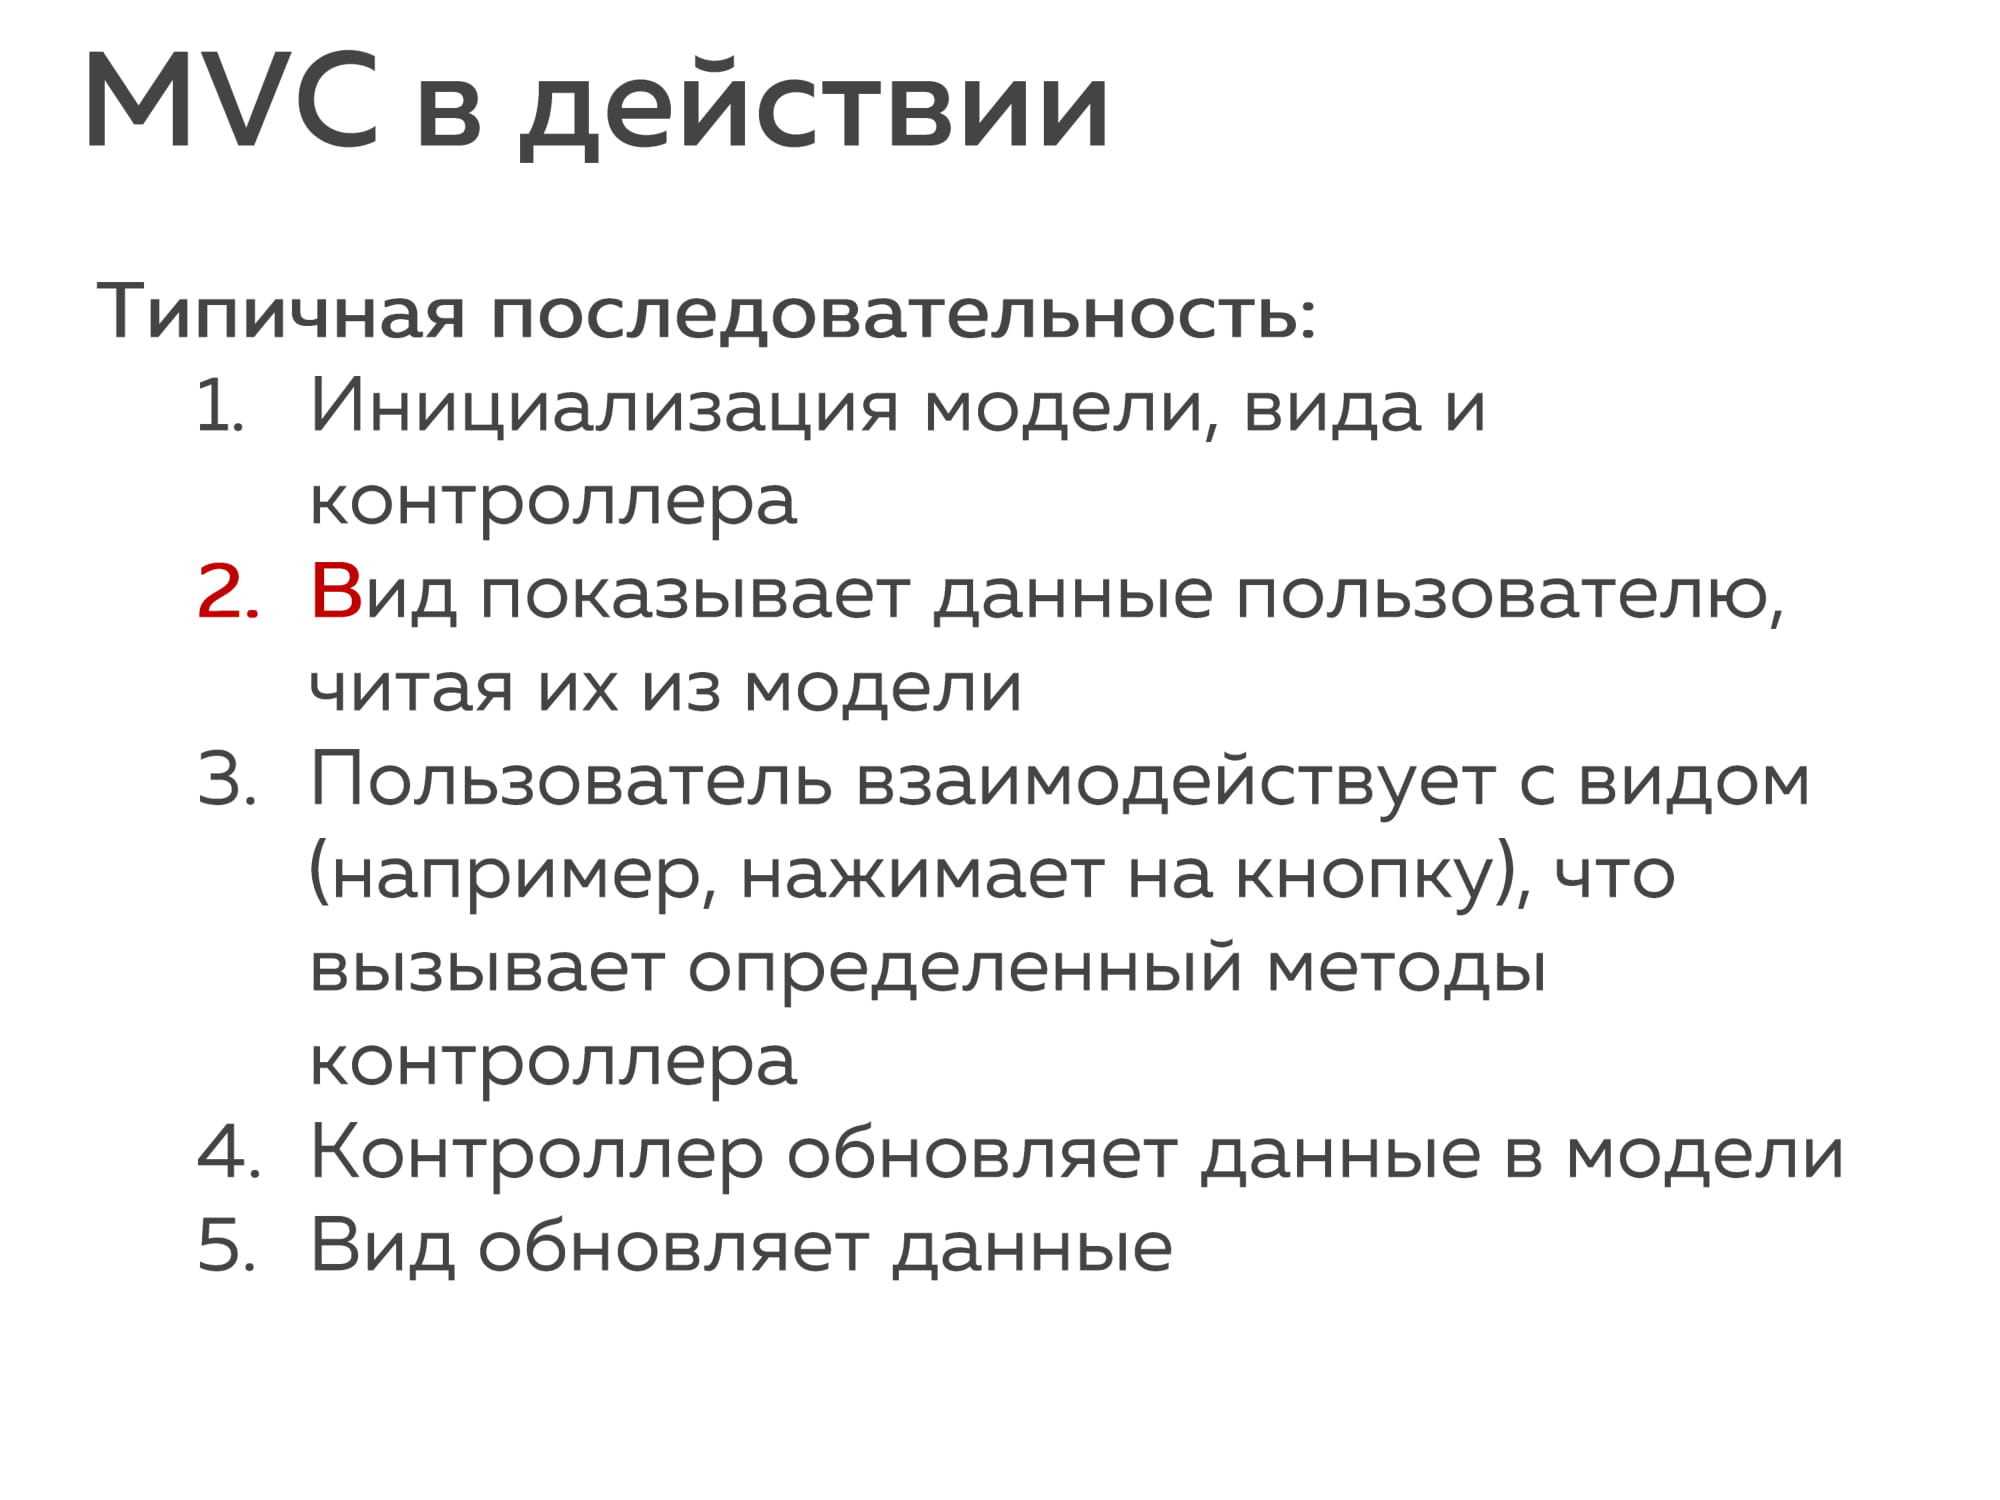 MVC в действии
Типичная последовательность:
1. Инициализация модели, вида и
контроллера
2. Вид показывает данные пользователю,
читая их из модели
3. Пользователь взаимодействует с видом
(например, нажимает на кнопку), что
вызывает определенный методы
контроллера
4. Контроллер обновляет данные в модели
5. Вид обновляет данные